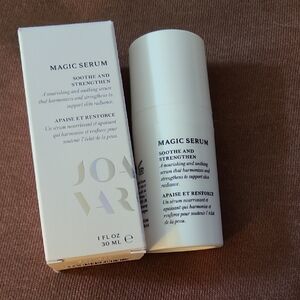 MAGIC SERUM
SOOTHE AND
STRENGTHEN
A nourishing and soothing serum
that harmonizes and strengthens to
support skin radiance.
APAISE ET RENFORCE
Un sérum nourrissant et apaisant
qui harmonise et renforce pour
soutenir l'éclat de la peau.
JOA
VAR
1 FL OZ
30 ML ℮
MAGIC SERUM
SOOTHE AND
STRENGTHEN
A nourishing and soothing
serum that harmonizes and
strengthens to support skin
radiance.
APAISE ET RENFORCE
Un sérum nourrissant et
apaisant qui harmonise et
renforce pour soutenir l'éclat
de la peau.